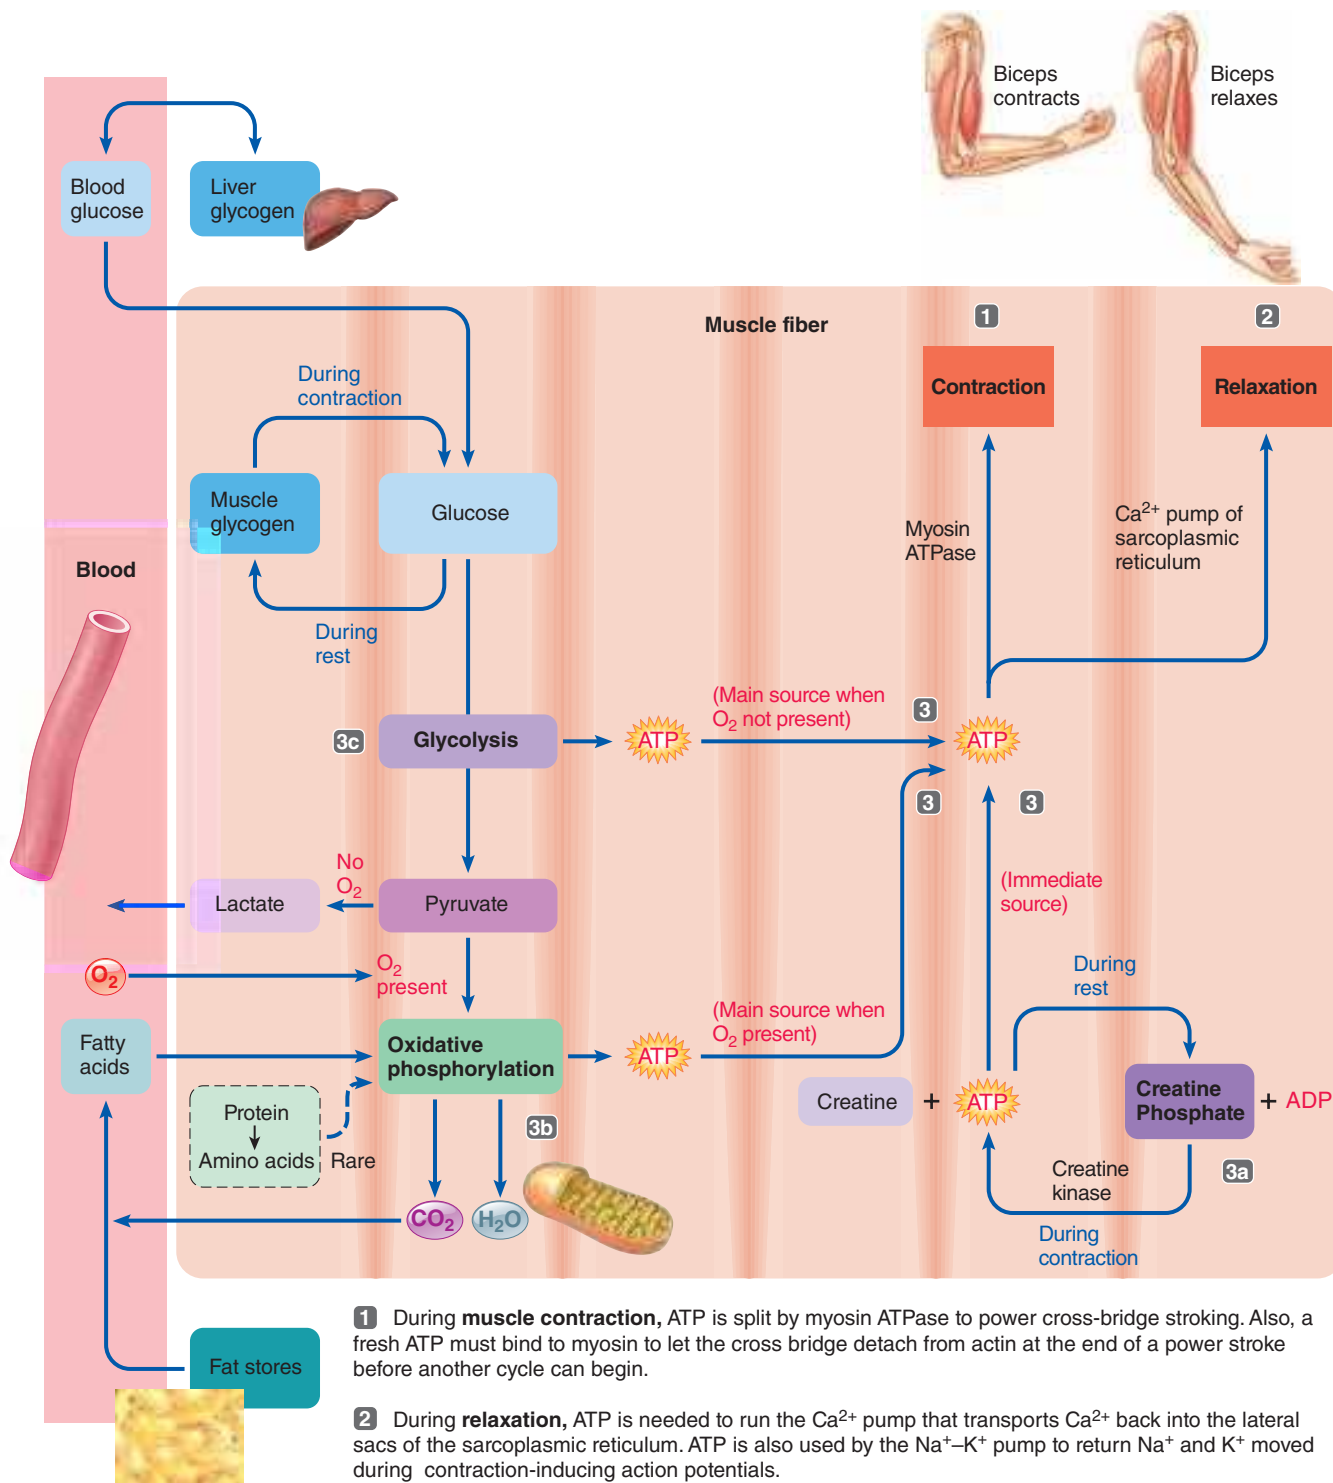 Biceps
contracts
Biceps
relaxes
Blood
glucose
Liver
glycogen
Muscle fiber
1
2
During
contraction
Contraction
Relaxation
Muscle
glycogen
Glucose
Myosin
ATPase
Ca2+ pump of
sarcoplasmic
reticulum
Blood
During
rest
(Main source when
O2 not present)
3
3c
Glycolysis
ATP
ATP
3
3
No
O2
(Immediate
source)
Lactate
Pyruvate
O2
O2
present
During
rest
(Main source when
O2 present)
Fatty
acids
Oxidative
phosphorylation
ATP
Creatine
+
ATP
Creatine
Phosphate
+ ADP
Protein
Amino acids
Rare
3b
3a
Creatine
kinase
CO2
H2O
During
contraction
1 During muscle contraction, ATP is split by myosin ATPase to power cross-bridge stroking. Also, a
fresh ATP must bind to myosin to let the cross bridge detach from actin at the end of a power stroke
before another cycle can begin.
Fat stores
2 During relaxation, ATP is needed to run the Ca2+ pump that transports Ca2+ back into the lateral
sacs of the sarcoplasmic reticulum. ATP is also used by the Na+–K+ pump to return Na+ and K+ moved
during contraction-inducing action potentials.